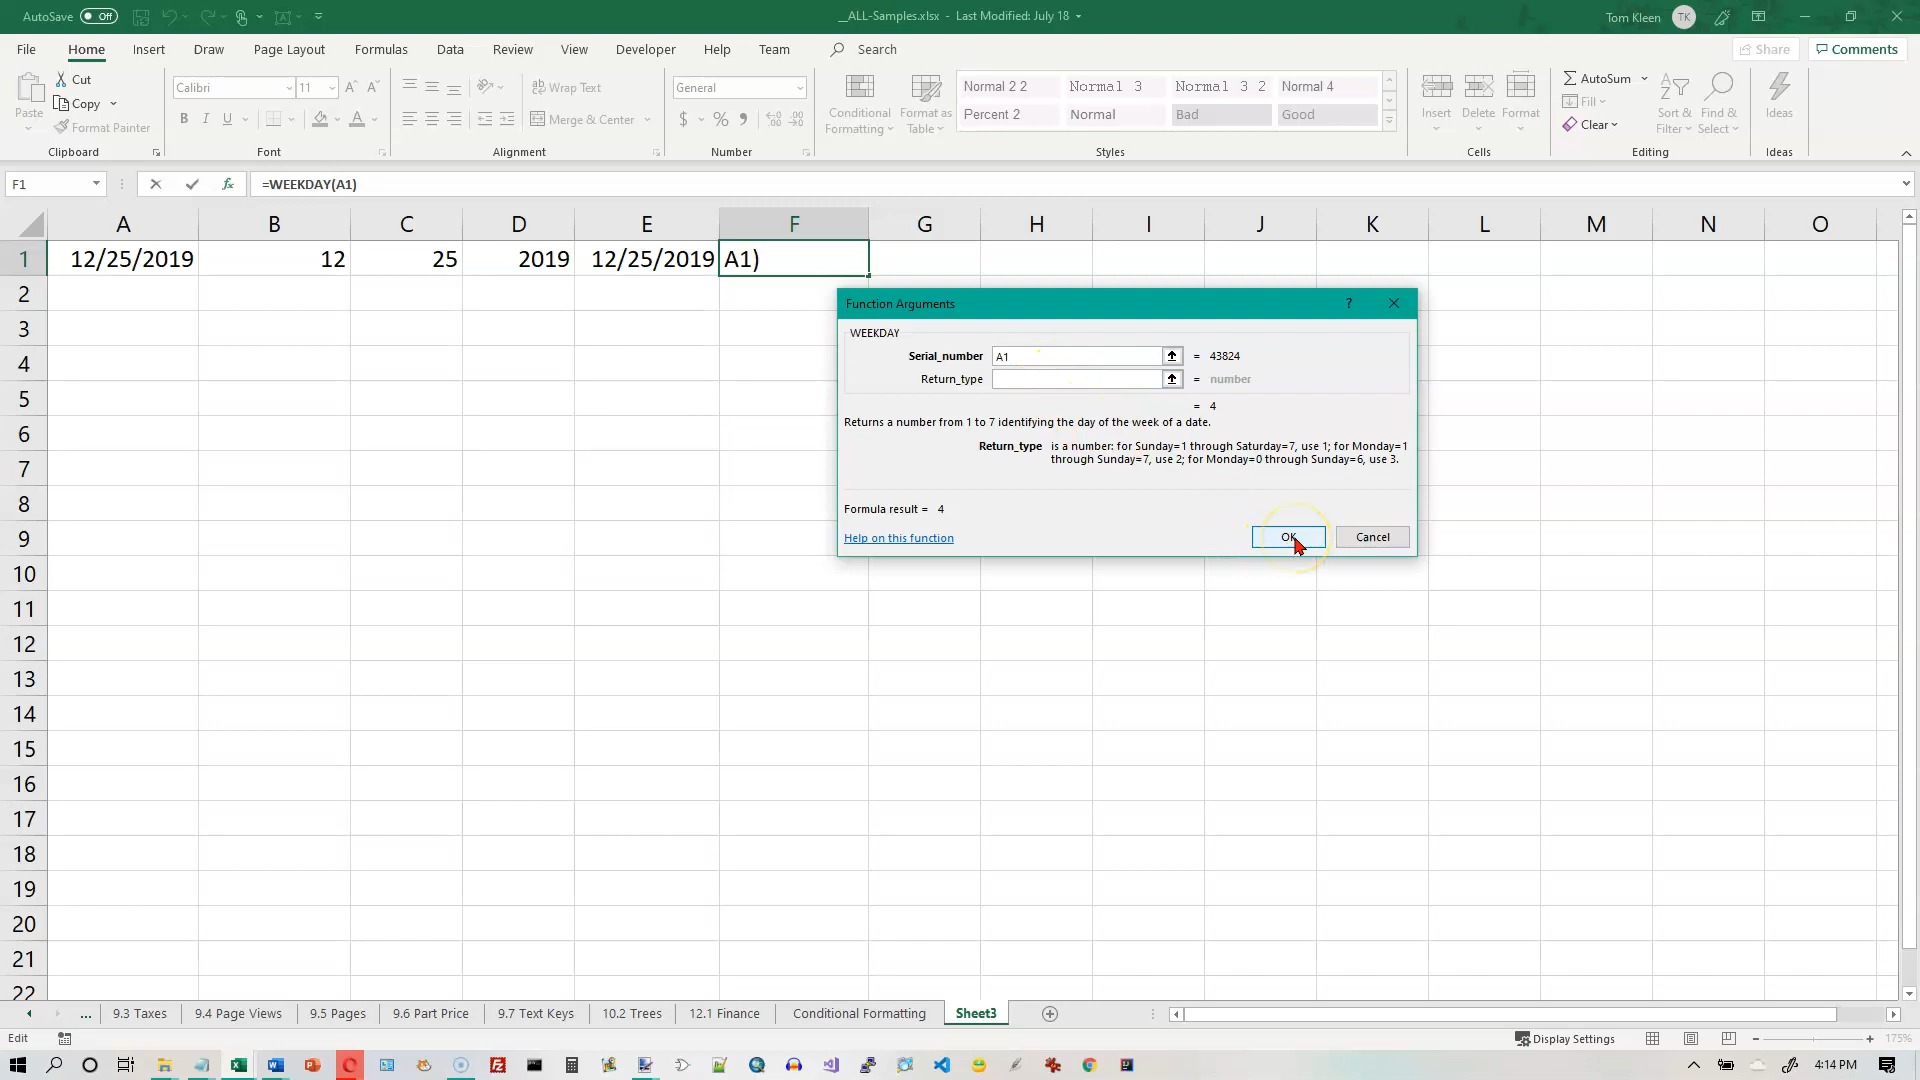 AutoSave Off __ALL-Samples.xlsx - Last Modified: July 18 Tom Kleen TK
File Home Insert Draw Page Layout Formulas Data Review View Developer Help Team Search Share Comments
Paste Cut Copy Format Painter Clipboard
Calibri 11 B I U A Font
Wrap Text Merge & Center Alignment
General $ % Number
Conditional Formatting Format as Table
Normal 2 2 Normal 3 Normal 3 2 Normal 4
Percent 2 Normal Bad Good
Styles
Insert Delete Format Cells
AutoSum Fill Clear Sort & Filter Find & Select Editing
Ideas Ideas
F1 fx =WEEKDAY(A1)
A B C D E F G H I J K L M N O
1 12/25/2019 12 25 2019 12/25/2019 A1)
2
3
4
5
6
7
8
9
10
11
12
13
14
15
16
17
18
19
20
21
22
Function Arguments ?
WEEKDAY
Serial_number A1 = 43824
Return_type = number
= 4
Returns a number from 1 to 7 identifying the day of the week of a date.
Return_type is a number: for Sunday=1 through Saturday=7, use 1; for Monday=1
through Sunday=7, use 2; for Monday=0 through Sunday=6, use 3.
Formula result = 4
Help on this function OK Cancel
... 9.3 Taxes 9.4 Page Views 9.5 Pages 9.6 Part Price 9.7 Text Keys 10.2 Trees 12.1 Finance Conditional Formatting Sheet3
Edit Display Settings 175%
4:14 PM